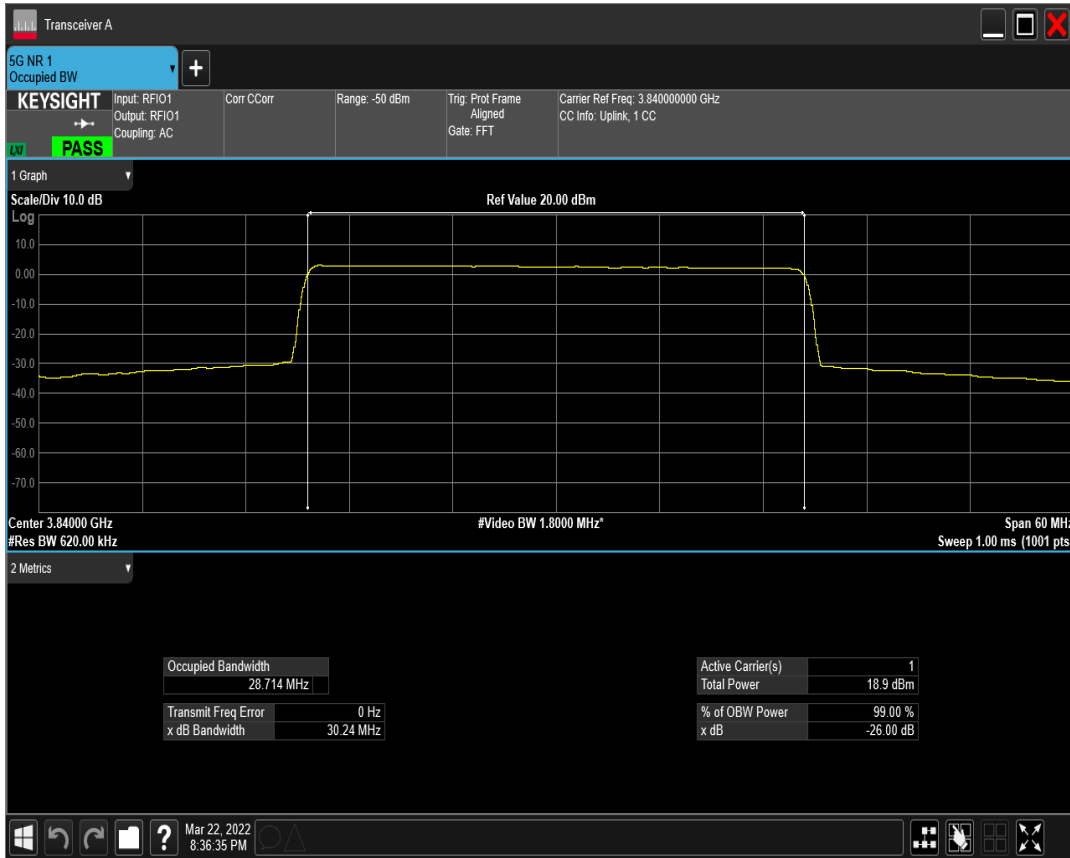 Transceiver A
5G NR 1
Occupied BW
KEYSIGHT
LXI
PASS
Input: RFIO1
Output: RFIO1
Coupling: AC
Corr CCorr
Range: -50 dBm
Trig: Prot Frame
Aligned
Gate: FFT
Carrier Ref Freq: 3.840000000 GHz
CC Info: Uplink, 1 CC
1 Graph
Scale/Div 10.0 dB
Ref Value 20.00 dBm
Log
10.0
0.00
-10.0
-20.0
-30.0
-40.0
-50.0
-60.0
-70.0
Center 3.84000 GHz
#Video BW 1.8000 MHz*
Span 60 MHz
#Res BW 620.00 kHz
Sweep 1.00 ms (1001 pts
2 Metrics
Occupied Bandwidth
28.714 MHz
Transmit Freq Error 0 Hz
x dB Bandwidth 30.24 MHz
Active Carrier(s) 1
Total Power 18.9 dBm
% of OBW Power 99.00 %
x dB -26.00 dB
?
Mar 22, 2022
8:36:35 PM